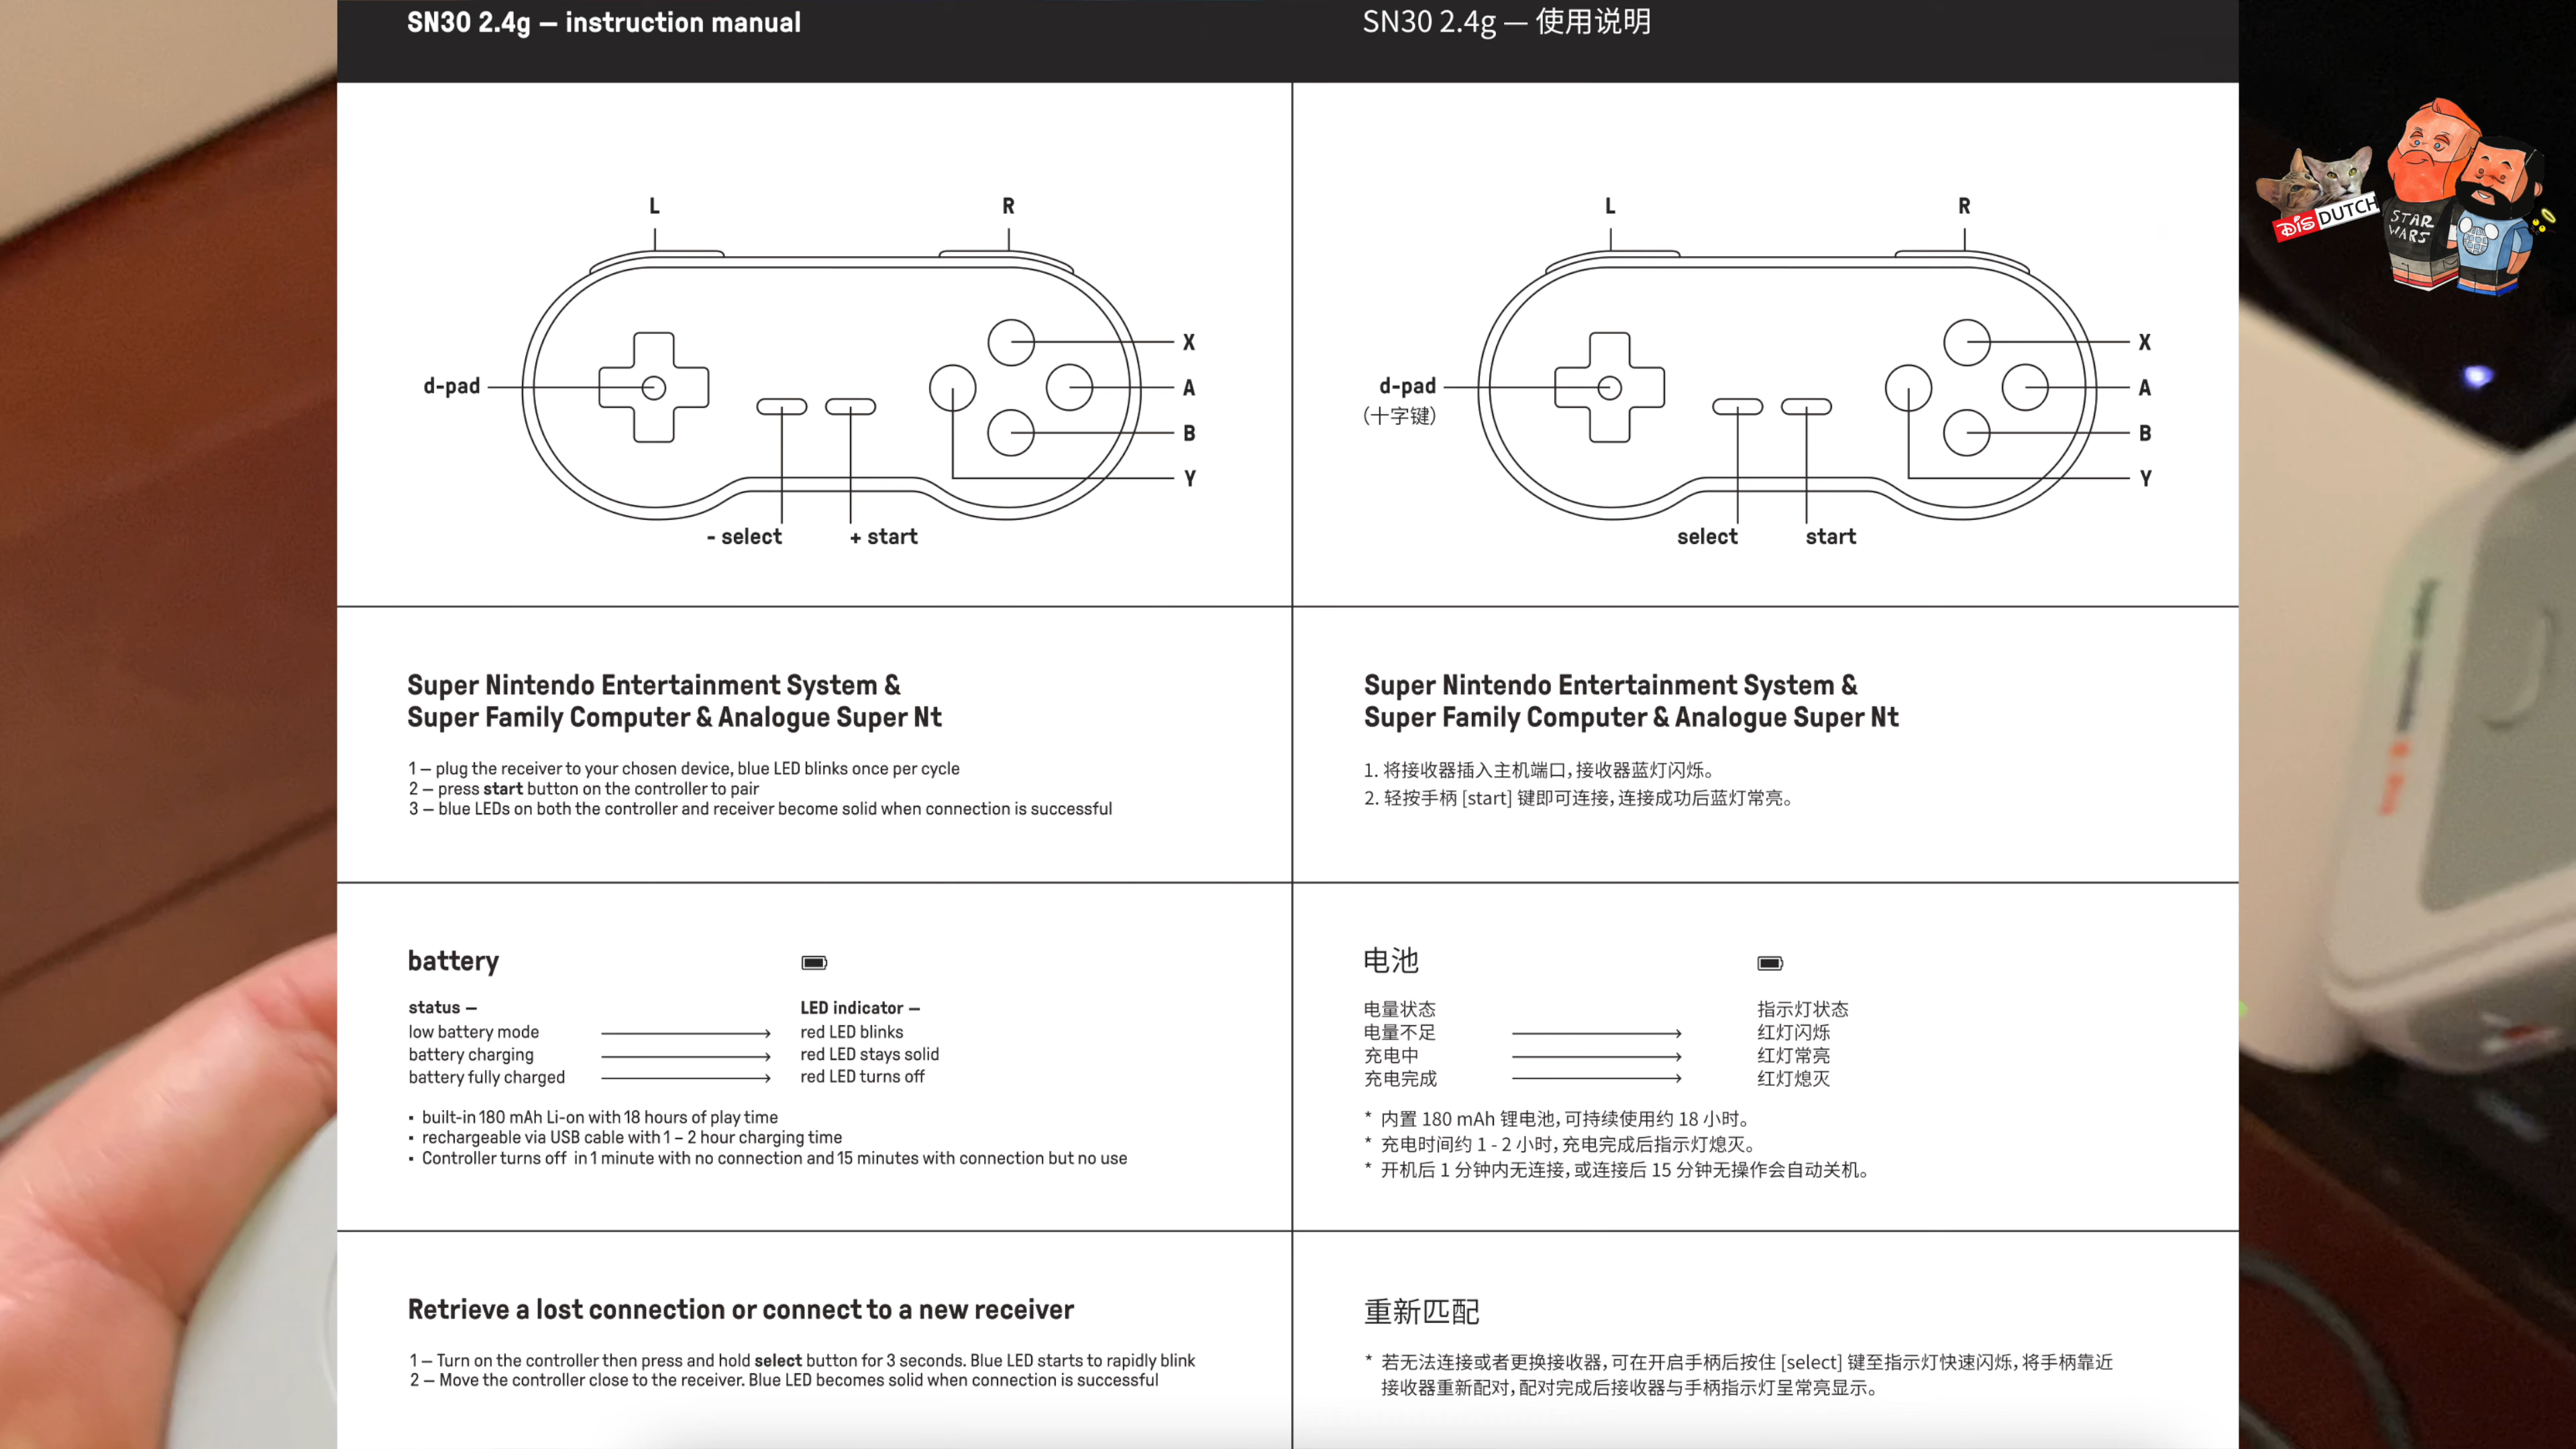 SN30 2.4g — instruction manual
L
R
X
d-pad
A
B
Y
- select
+ start
Super Nintendo Entertainment System &
Super Family Computer & Analogue Super Nt
1 — plug the receiver to your chosen device, blue LED blinks once per cycle
2 — press start button on the controller to pair
3 — blue LEDs on both the controller and receiver become solid when connection is successful
battery
status —
LED indicator —
low battery mode
red LED blinks
battery charging
red LED stays solid
battery fully charged
red LED turns off
▪ built-in 180 mAh Li-on with 18 hours of play time
▪ rechargeable via USB cable with 1 – 2 hour charging time
▪ Controller turns off in 1 minute with no connection and 15 minutes with connection but no use
Retrieve a lost connection or connect to a new receiver
1 — Turn on the controller then press and hold select button for 3 seconds. Blue LED starts to rapidly blink
2 — Move the controller close to the receiver. Blue LED becomes solid when connection is successful
SN30 2.4g — 使用说明
L
R
X
d-pad
(十字键)
A
B
Y
select
start
Super Nintendo Entertainment System &
Super Family Computer & Analogue Super Nt
1. 将接收器插入主机端口，接收器蓝灯闪烁。
2. 轻按手柄 [start] 键即可连接，连接成功后蓝灯常亮。
电池
电量状态
指示灯状态
电量不足
红灯闪烁
充电中
红灯常亮
充电完成
红灯熄灭
* 内置 180 mAh 锂电池，可持续使用约 18 小时。
* 充电时间约 1 - 2 小时，充电完成后指示灯熄灭。
* 开机后 1 分钟内无连接，或连接后 15 分钟无操作会自动关机。
重新匹配
* 若无法连接或者更换接收器，可在开启手柄后按住 [select] 键至指示灯快速闪烁，将手柄靠近
接收器重新配对，配对完成后接收器与手柄指示灯呈常亮显示。
DiS DUTCH
STAR
WARS